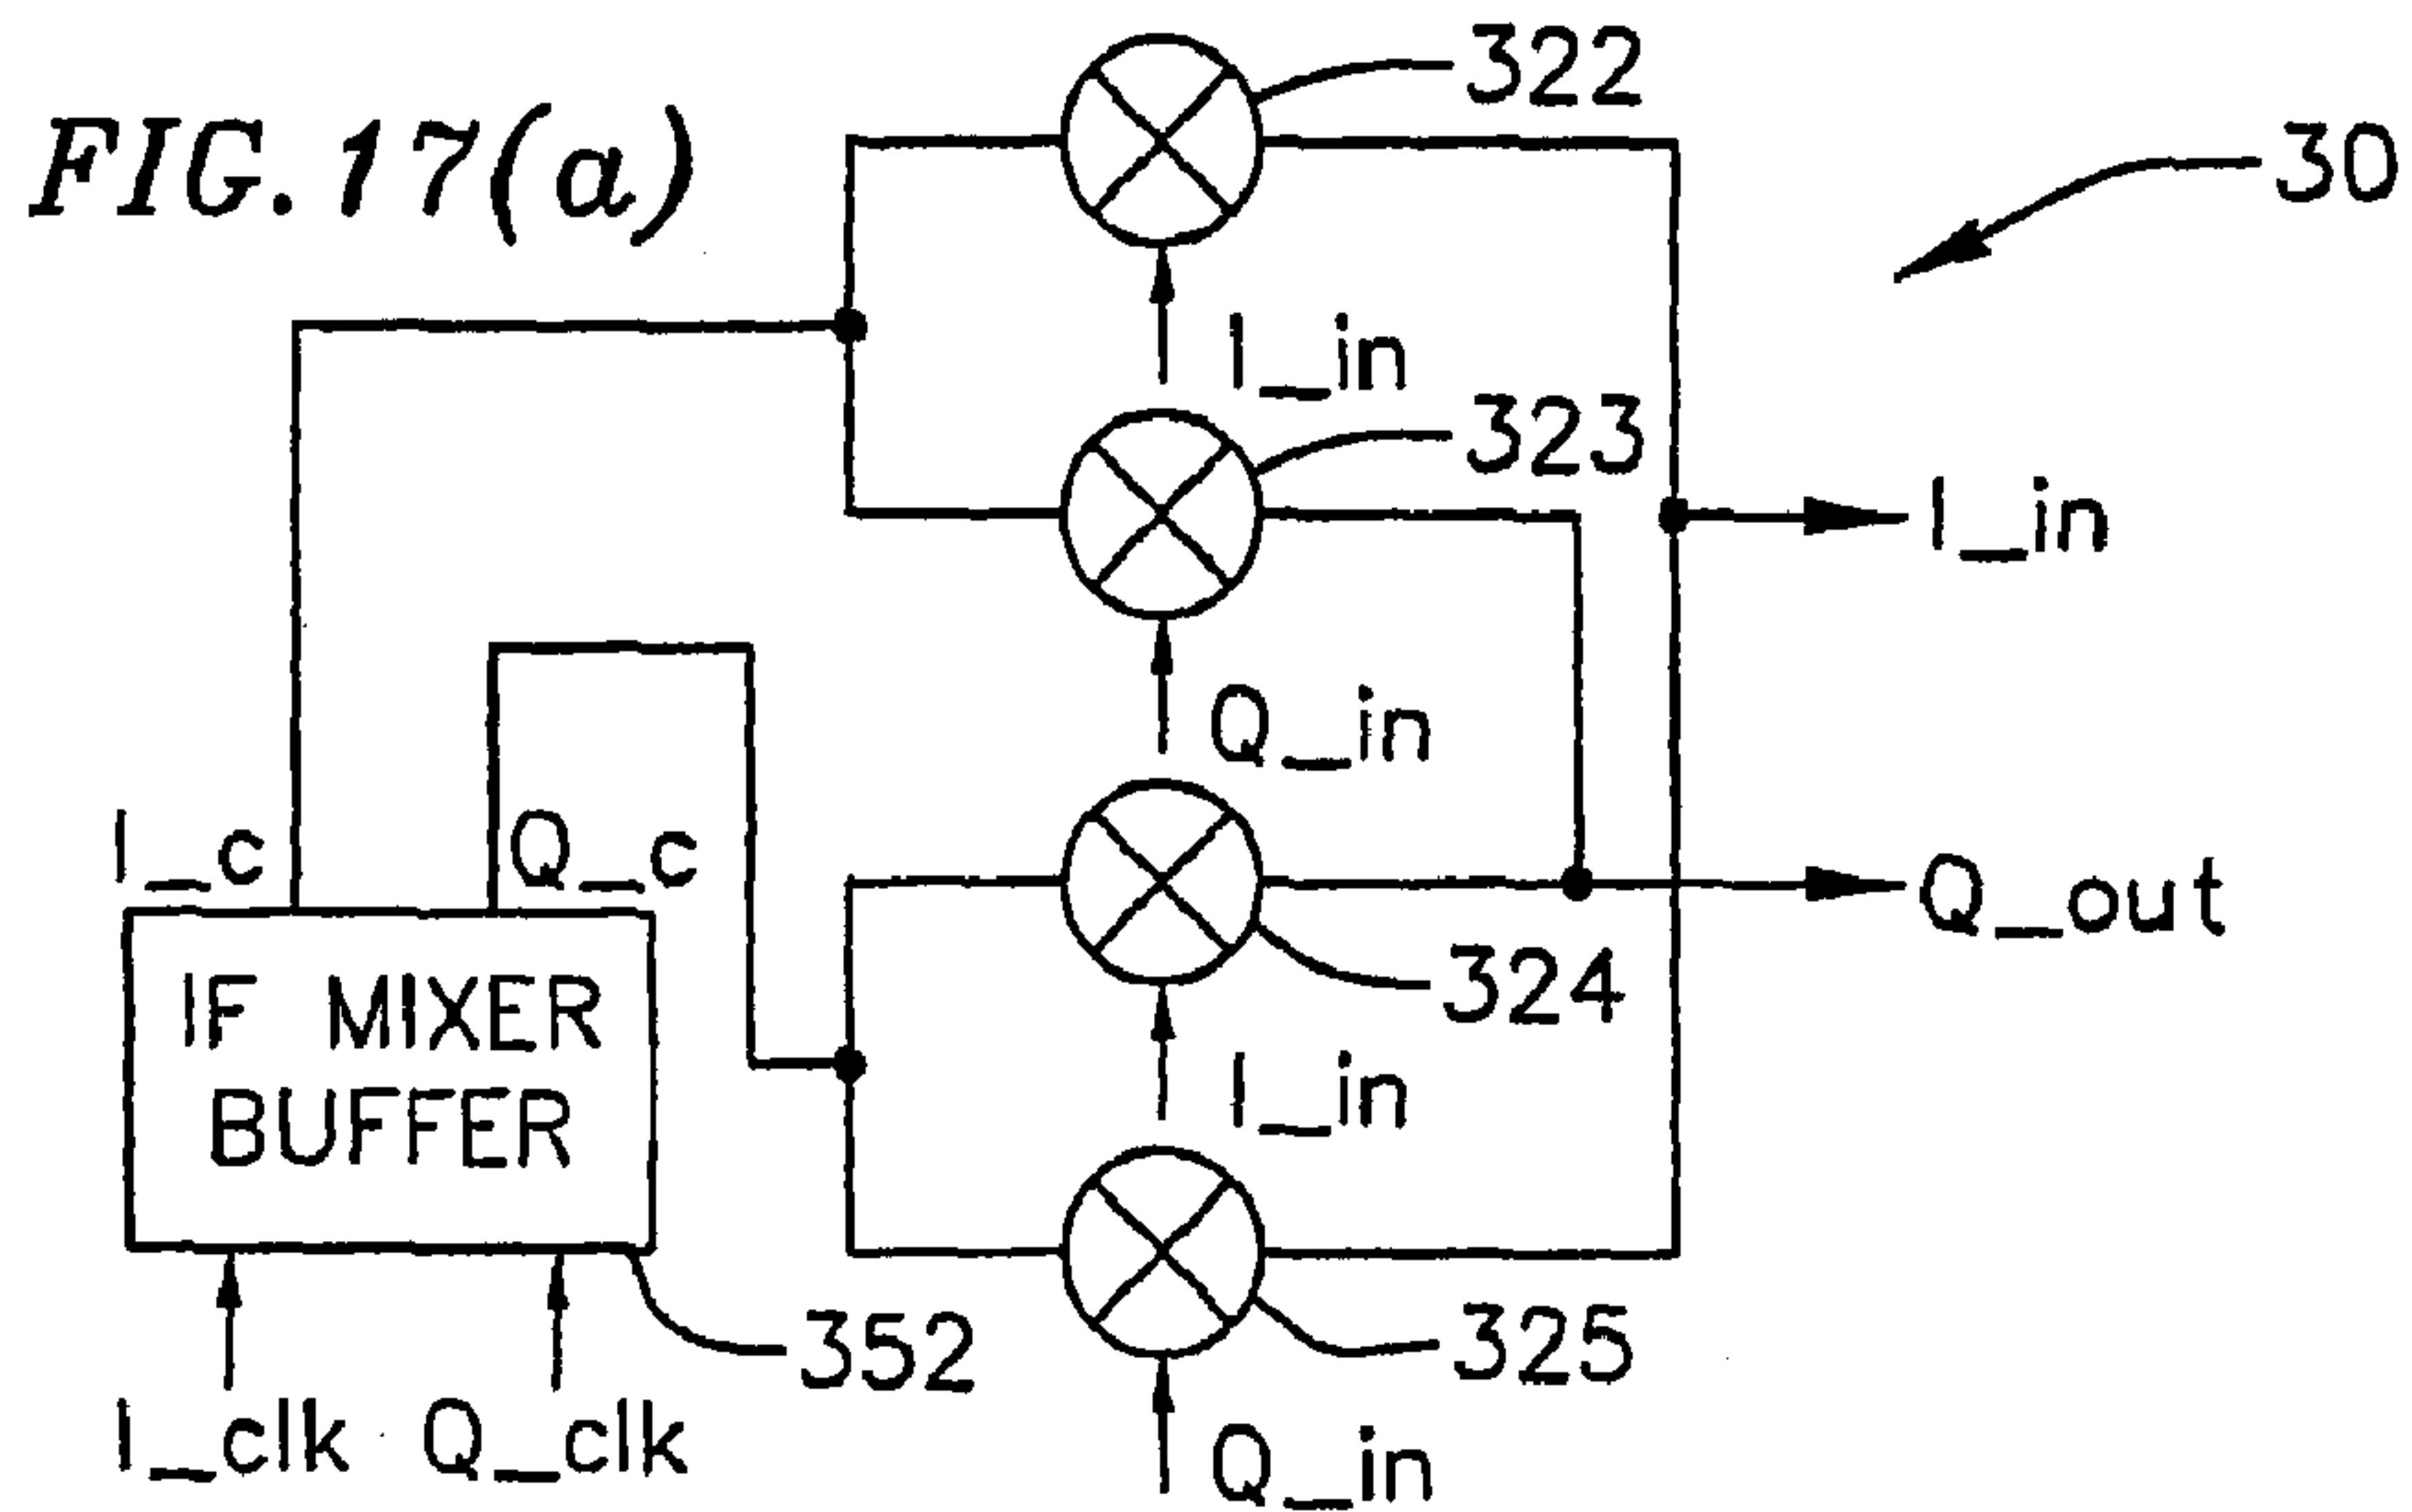 FIG. 17(a)
322
30
I_in
323
I_in
Q_in
I_c
Q_c
Q_out
IF MIXER
BUFFER
324
I_in
352
325
I_clk
Q_clk
Q_in